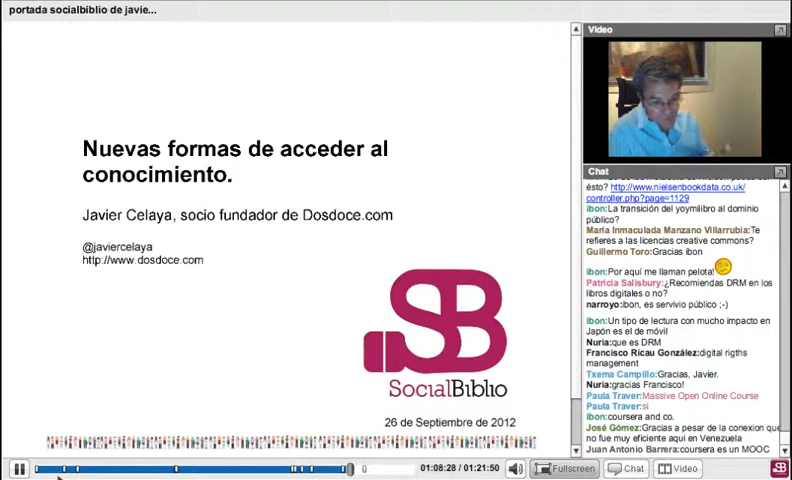 portada socialbiblio de javie...
Nuevas formas de acceder al
conocimiento.
Javier Celaya, socio fundador de Dosdoce.com
@javiercelaya
http://www.dosdoce.com
SB
SocialBiblio
26 de Septiembre de 2012
01:08:28 / 01:21:50
Fullscreen
Chat
Video
SB
Video
Chat
ésto? http://www.nielsenbookdata.co.uk/
controller.php?page=1129
ibon:La transición del yoymilibro al dominio
público?
María Inmaculada Manzano Villarrubia:Te
refieres a las licencias creative commons?
Guillermo Toro:Gracias ibon
ibon:Por aquí me llaman pelota!
Patricia Salisbury:¿Recomiendas DRM en los
libros digitales o no?
narroyo:ibon, es servivio público ;-)
ibon:Un tipo de lectura con mucho impacto en
Japón es el de móvil
Nuria:que es DRM
Francisco Ricau González:digital rigths
management
Txema Campillo:Gracias, Javier.
Nuria:gracias Francisco!
Paula Traver:Massive Open Online Course
Paula Traver:si
ibon:coursera and co.
José Gómez:Gracias a pesar de la conexion que
no fue muy eficiente aqui en Venezuela
Juan Antonio Barrera:coursera es un MOOC